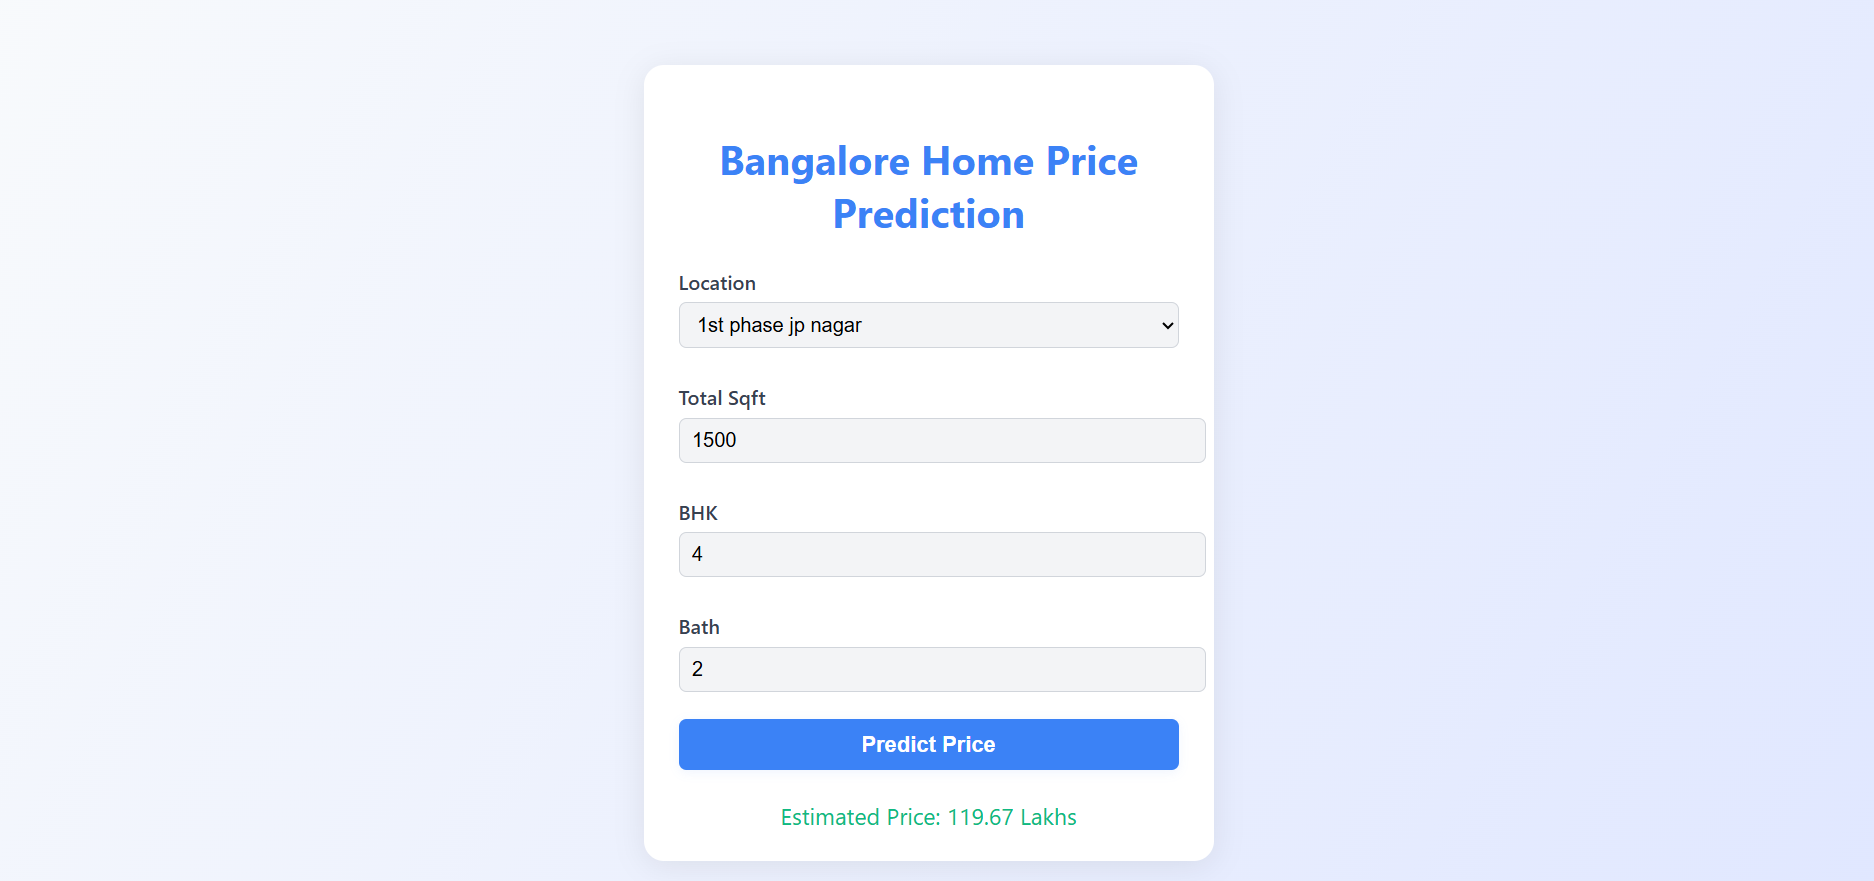 Bangalore Home Price
Prediction
Location
1st phase jp nagar
Total Sqft
1500
BHK
4
Bath
2
Predict Price
Estimated Price: 119.67 Lakhs